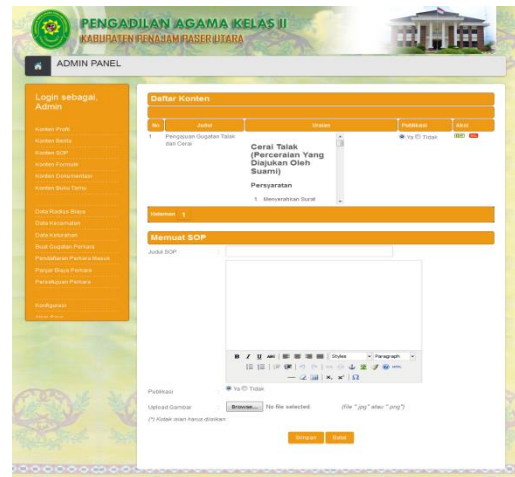 PENGADILAN AGAMA KELAS II
KABUPATEN PENAJAM PASER UTARA
ADMIN PANEL
Login sebagai,
Admin
Konten Profil
Konten Berita
Konten SOP
Konten Formulir
Konten Dokumentasi
Konten Buku Tamu
Data Radius Biaya
Data Kecamatan
Data Kelurahan
Buat Gugatan Perkara
Pendaftaran Perkara Masuk
Panjar Biaya Perkara
Persetujuan Perkara
Konfigurasi
Daftar Konten
No Judul Uraian Publikasi Aksi
1 Pengajuan Gugatan Talak
dan Cerai
Ya Tidak
Cerai Talak
(Perceraian Yang
Diajukan Oleh
Suami)
Persyaratan
1. Menyerahkan Surat
Halaman 1
Memuat SOP
Judul SOP :
B I U ABC Styles Paragraph
HTML
Publikasi : Ya Tidak
Upload Gambar : Browse... No file selected. (file ".jpg" atau ".png")
(*) Kotak isian harus diisikan
Simpan Batal